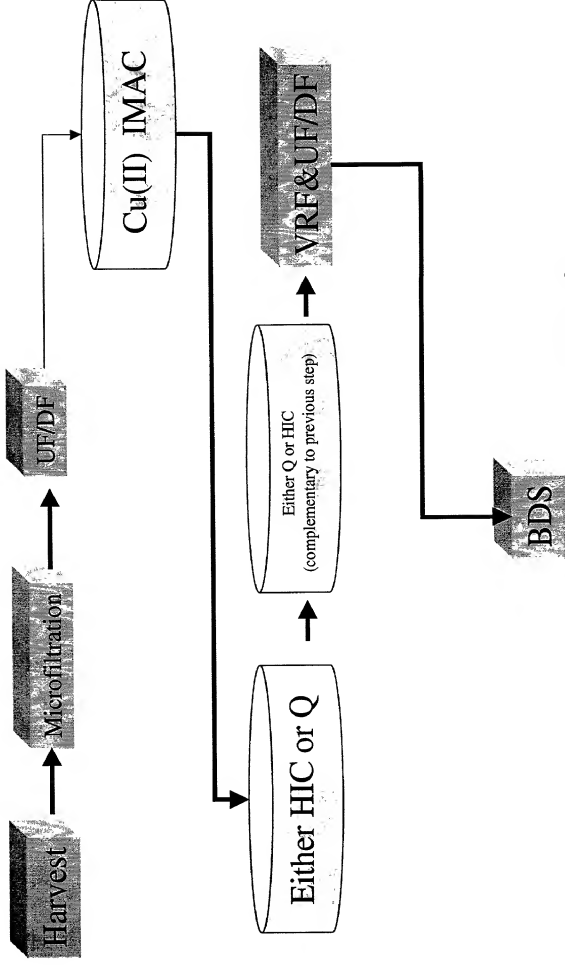 Harvest
Microfiltration
UF/DF
Cu(II) IMAC
Either HIC or Q
Either Q or HIC
(complementary to previous step)
VRF&UF/DF
BDS